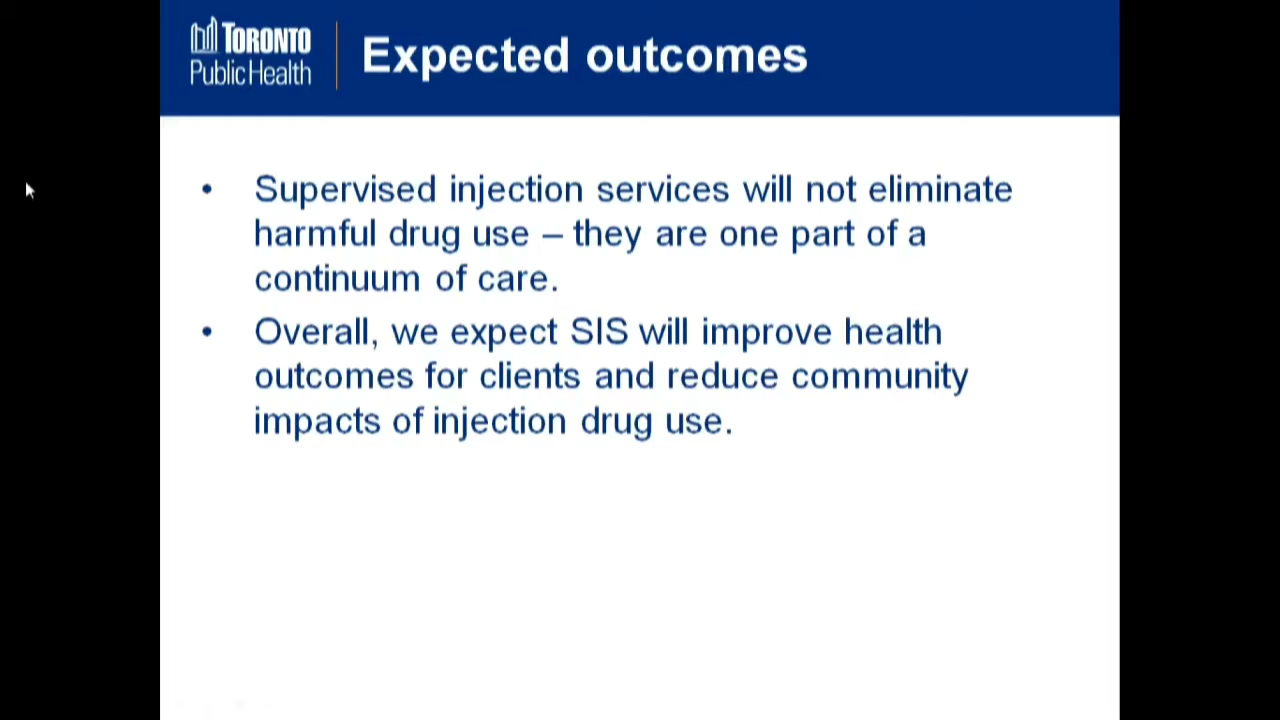 TORONTO
Public Health
Expected outcomes
• Supervised injection services will not eliminate
harmful drug use – they are one part of a
continuum of care.
• Overall, we expect SIS will improve health
outcomes for clients and reduce community
impacts of injection drug use.